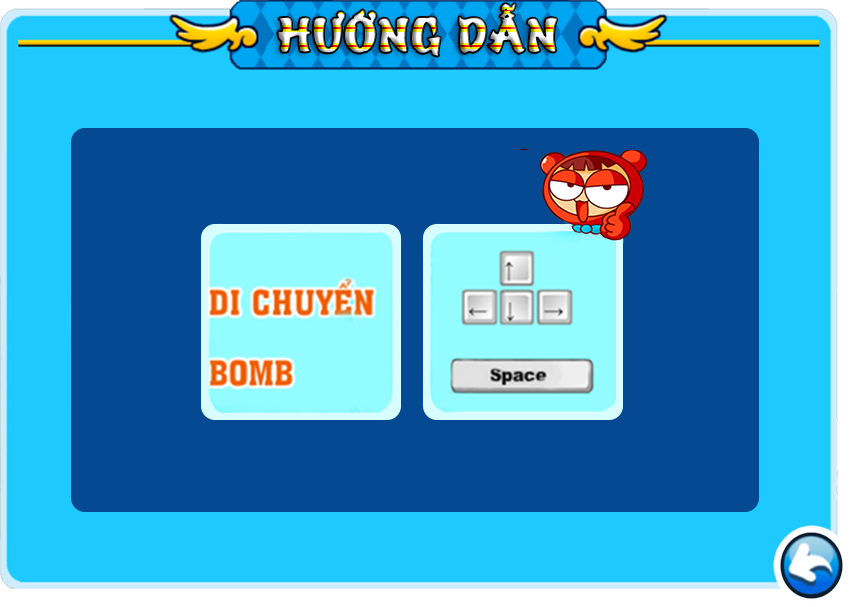 HƯỚNG DẪN
DI CHUYỂN
↑
← ↓ →
BOMB
Space